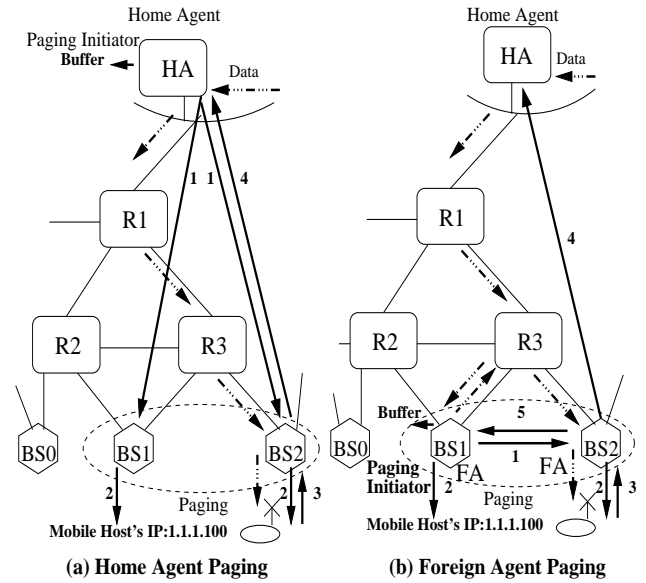 Home Agent
Paging Initiator
Buffer
HA
Data
1 1 4
R1
R2
R3
BS0
BS1
BS2
2
Paging
2
3
Mobile Host's IP:1.1.1.100
(a) Home Agent Paging
Home Agent
HA
Data
R1
4
R2
R3
Buffer
5
BS0
BS1
1
BS2
Paging
Initiator
FA
FA
2
Paging
2
3
Mobile Host's IP:1.1.1.100
(b) Foreign Agent Paging